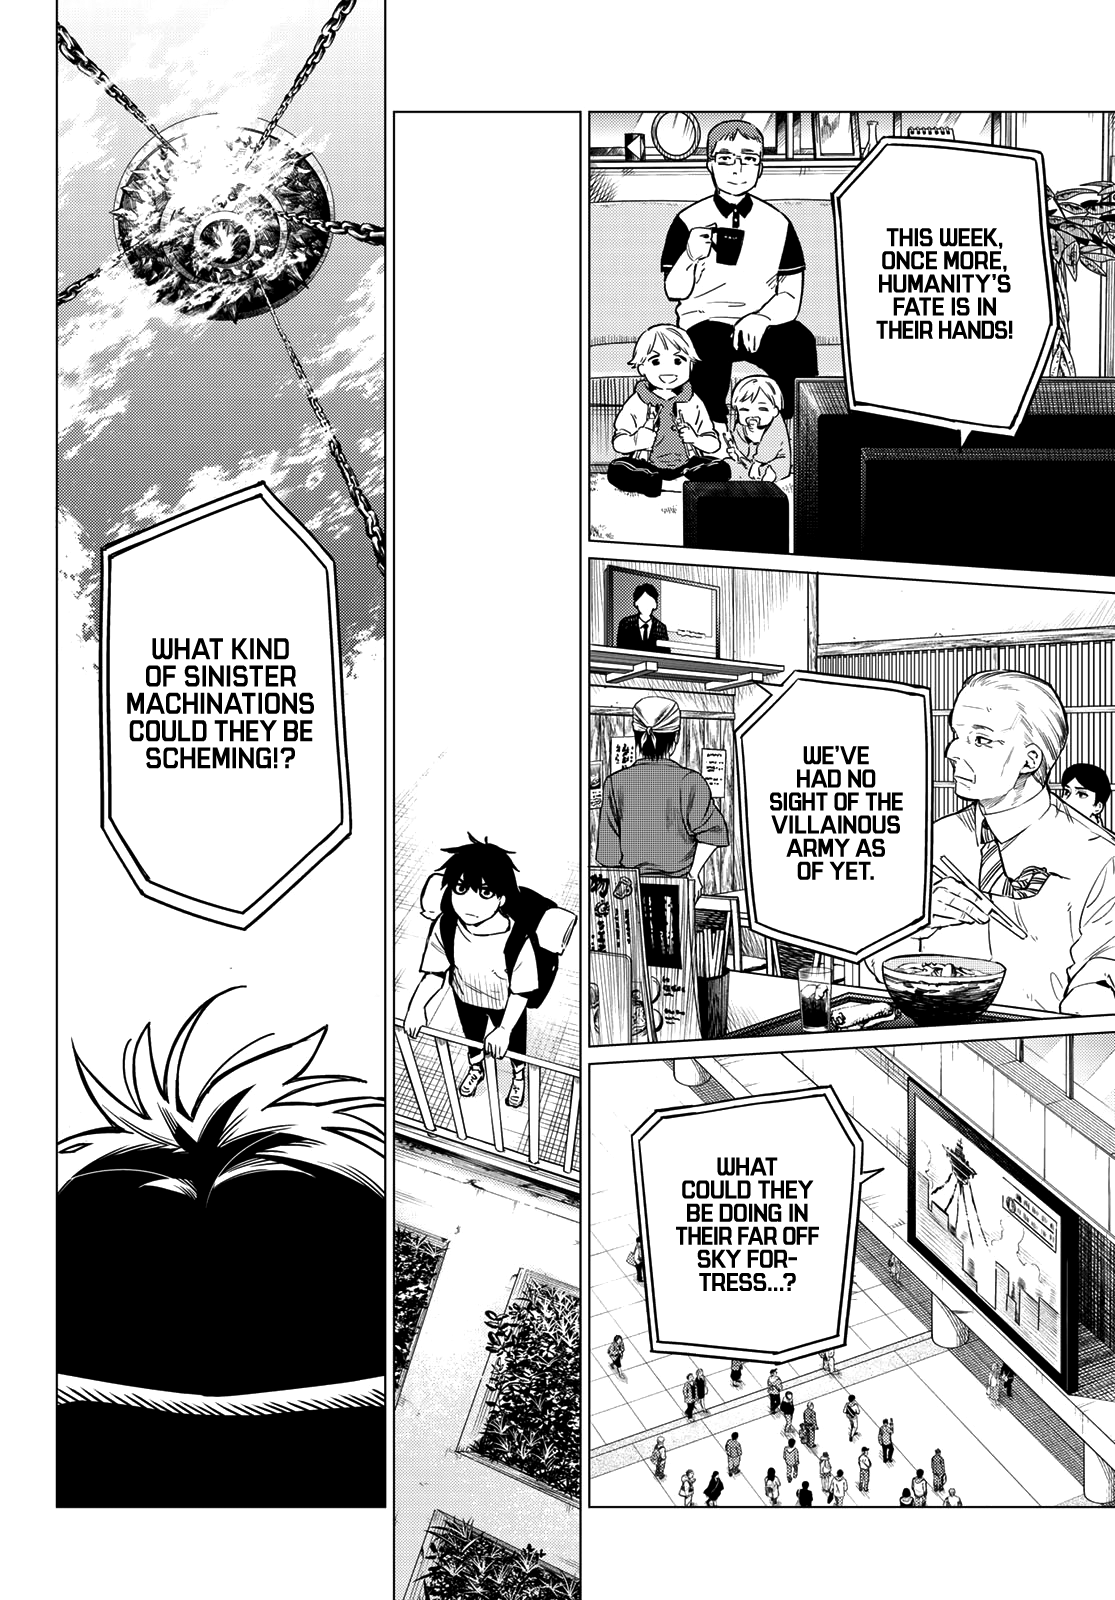 THIS WEEK,
ONCE MORE,
HUMANITY'S
FATE IS IN
THEIR HANDS!
WE'VE
HAD NO
SIGHT OF THE
VILLAINOUS
ARMY AS
OF YET.
物
WHAT
COULD THEY
BE DOING IN
THEIR FAR OFF
SKY FOR-
TRESS...?
WHAT KIND
OF SINISTER
MACHINATIONS
COULD THEY BE
SCHEMING!?